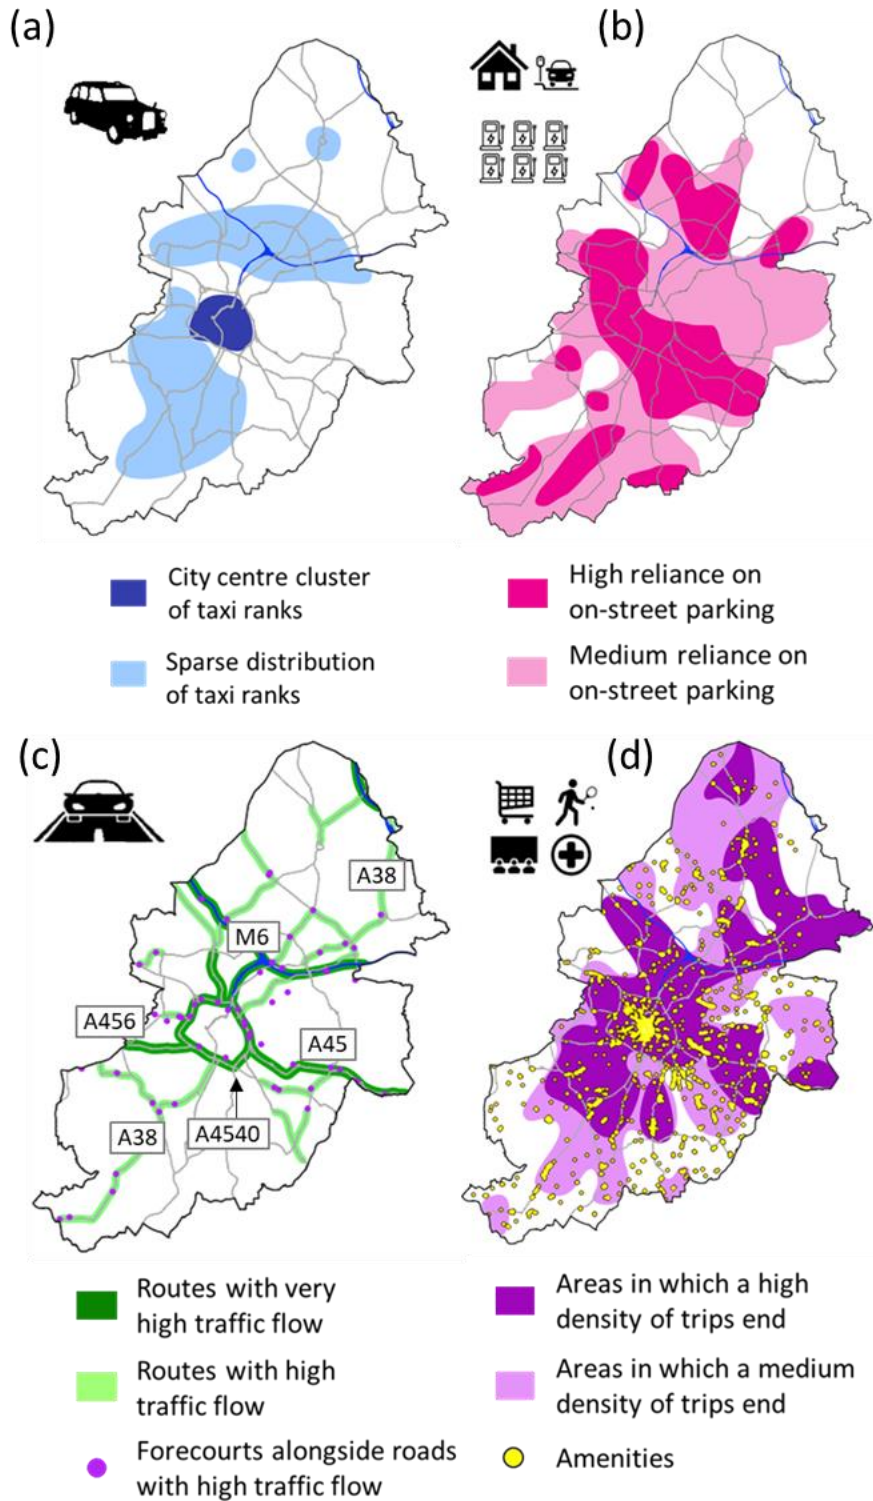 (a)
(b)
City centre cluster
of taxi ranks
Sparse distribution
of taxi ranks
High reliance on
on-street parking
Medium reliance on
on-street parking
(c)
(d)
A38
M6
A456
A45
A38
A4540
Routes with very
high traffic flow
Routes with high
traffic flow
Forecourts alongside roads
with high traffic flow
Areas in which a high
density of trips end
Areas in which a medium
density of trips end
Amenities